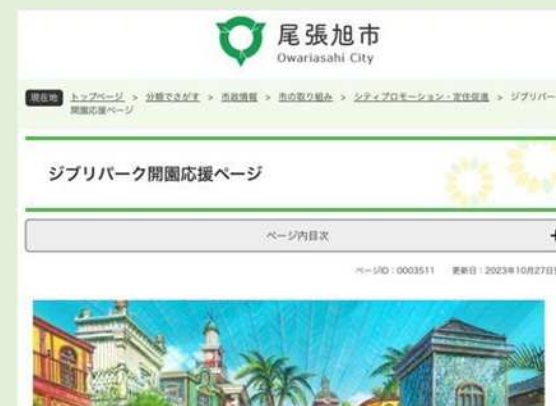 尾張旭市
Owariasahi City
現在地 トップページ > 分類でさがす > 市政情報 > 市の取り組み > シティプロモーション・定住促進 > ジブリパー
開園応援ページ
ジブリパーク開園応援ページ
ページ内目次
ページID:0003511 更新日:2023年10月27日